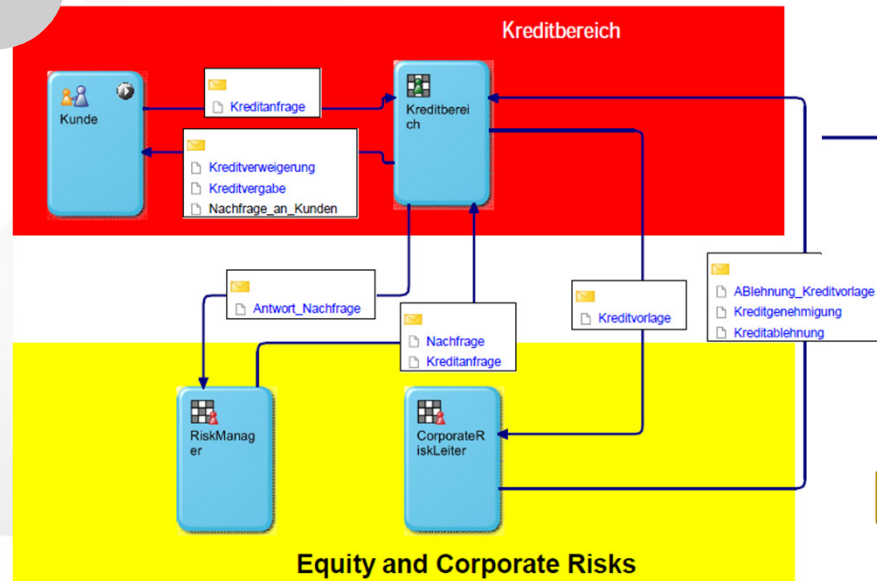 Kreditbereich
Kunde
Kreditanfrage
Kreditberei
ch
Kreditverweigerung
Kreditvergabe
Nachfrage_an_Kunden
Antwort_Nachfrage
Nachfrage
Kreditanfrage
Kreditvorlage
ABlehnung_Kreditvorlage
Kreditgenehmigung
Kreditablehnung
RiskManag
er
CorporateR
iskLeiter
Equity and Corporate Risks